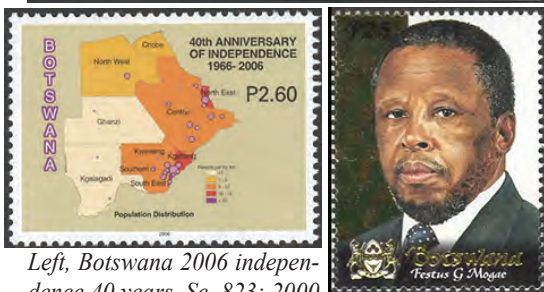 BOTSWANA
40th ANNIVERSARY
OF INDEPENDENCE
1966-2006
P2.60
Chobe
North West
North East
Ghanzi
Central
Kweneng
Kgatleng
Southern
South East
Kgalagadi
Population Distribution
2006
Botswana
Festus G Mogae
Left, Botswana 2006 indepen-
dence 40 years, Sc. 823; 2000